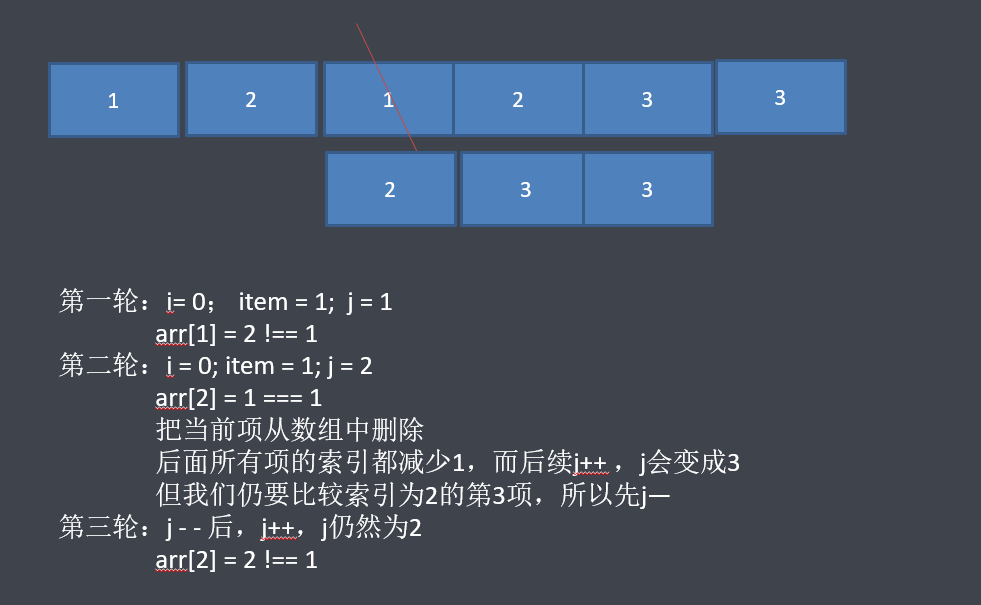 1 2 1 2 3 3
2 3 3
第一轮：i= 0； item = 1; j = 1
arr[1] = 2 !== 1
第二轮：i = 0; item = 1; j = 2
arr[2] = 1 === 1
把当前项从数组中删除
后面所有项的索引都减少1，而后续j++ ，j会变成3
但我们仍要比较索引为2的第3项，所以先j—
第三轮：j - - 后，j++，j仍然为2
arr[2] = 2 !== 1